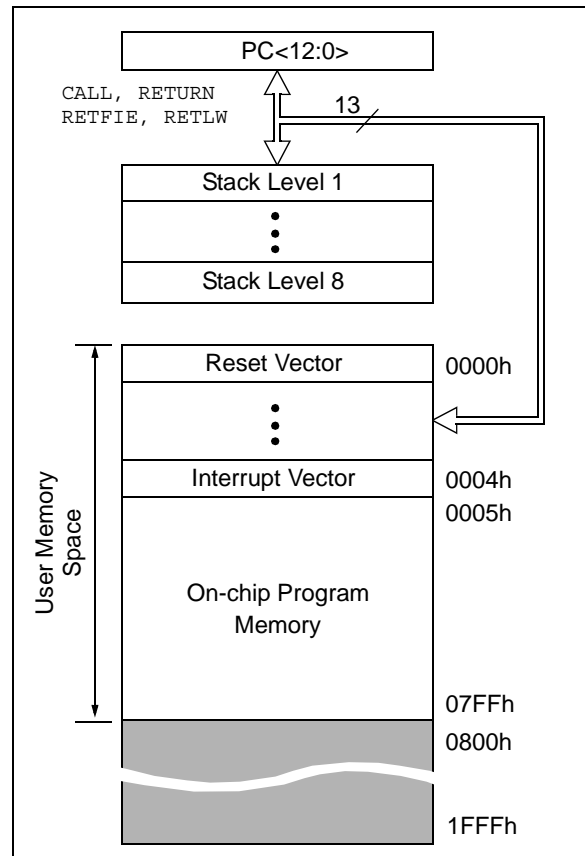 PC<12:0>
CALL, RETURN
RETFIE, RETLW
13
Stack Level 1
Stack Level 8
Reset Vector
0000h
Interrupt Vector
0004h
0005h
User Memory
Space
On-chip Program
Memory
07FFh
0800h
1FFFh